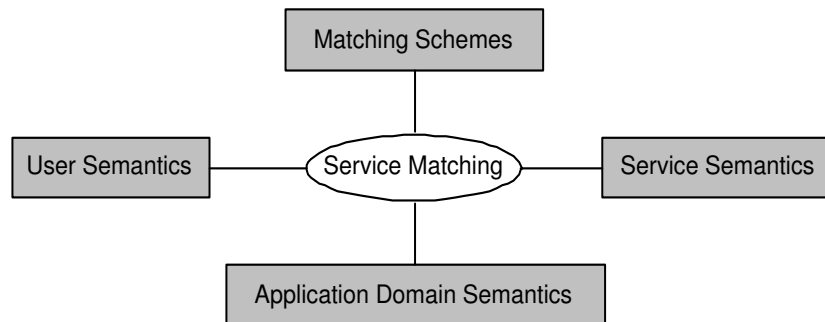 Matching Schemes
User Semantics
Service Matching
Service Semantics
Application Domain Semantics